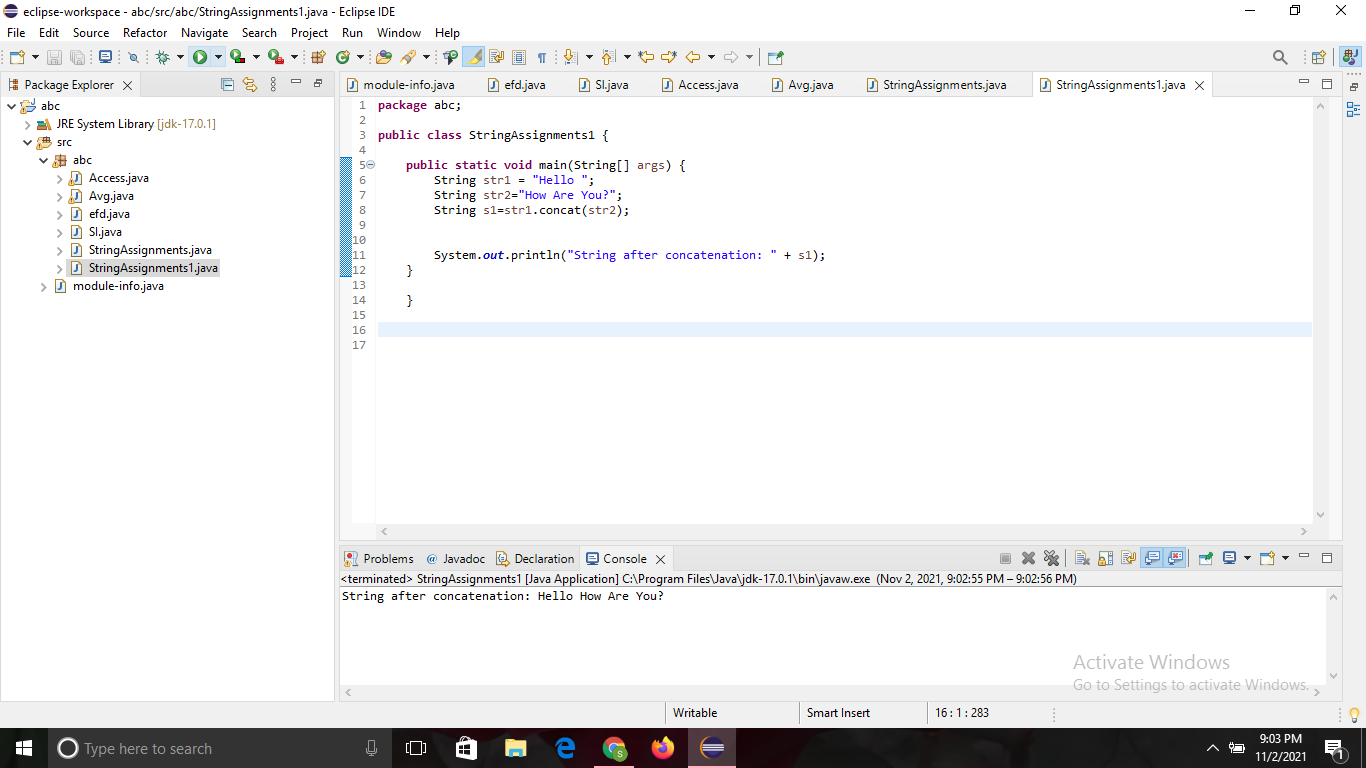 eclipse-workspace - abc/src/abc/StringAssignments1.java - Eclipse IDE
File Edit Source Refactor Navigate Search Project Run Window Help
Package Explorer
module-info.java efd.java SI.java Access.java Avg.java StringAssignments.java StringAssignments1.java
abc
JRE System Library [jdk-17.0.1]
src
abc
Access.java
Avg.java
efd.java
SI.java
StringAssignments.java
StringAssignments1.java
module-info.java
1 package abc;
2
3 public class StringAssignments1 {
4
5 public static void main(String[] args) {
6 String str1 = "Hello ";
7 String str2="How Are You?";
8 String s1=str1.concat(str2);
9
10
11 System.out.println("String after concatenation: " + s1);
12 }
13
14 }
15
16
17
Problems @ Javadoc Declaration Console
<terminated> StringAssignments1 [Java Application] C:\Program Files\Java\jdk-17.0.1\bin\javaw.exe (Nov 2, 2021, 9:02:55 PM – 9:02:56 PM)
String after concatenation: Hello How Are You?
Activate Windows
Go to Settings to activate Windows.
Writable Smart Insert 16 : 1 : 283
Type here to search
9:03 PM
11/2/2021
1